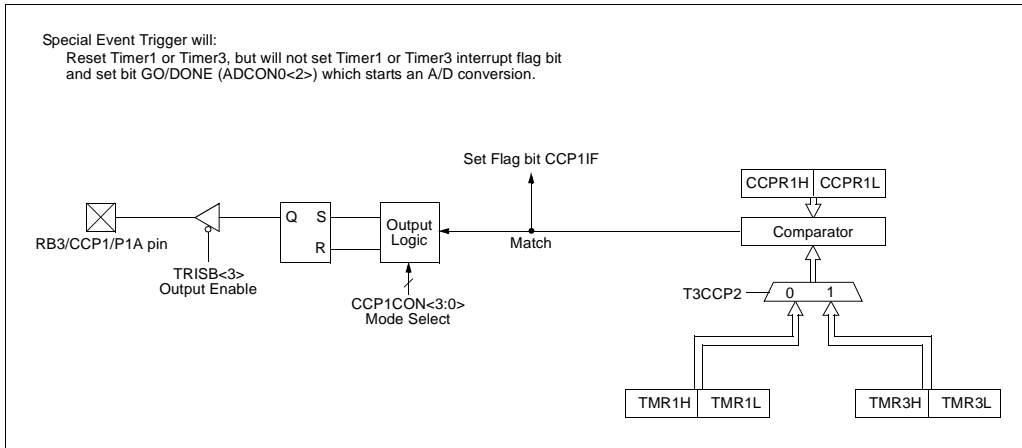 Special Event Trigger will:
Reset Timer1 or Timer3, but will not set Timer1 or Timer3 interrupt flag bit
and set bit GO/DONE (ADCON0<2>) which starts an A/D conversion.
Set Flag bit CCP1IF
CCPR1H CCPR1L
Q S
R
Output
Logic
Comparator
RB3/CCP1/P1A pin
Match
TRISB<3>
Output Enable
T3CCP2
0 1
CCP1CON<3:0>
Mode Select
TMR1H TMR1L
TMR3H TMR3L